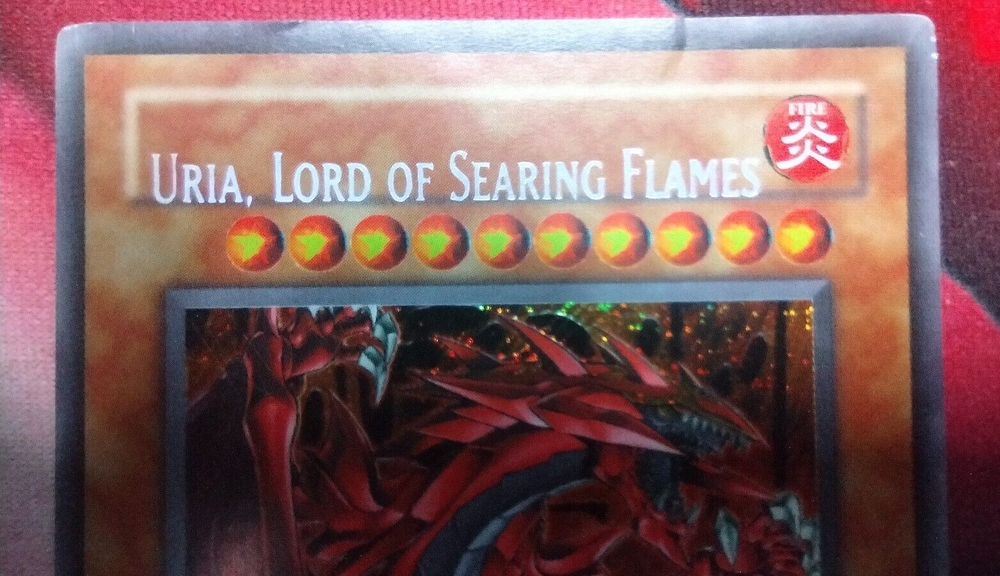 FIRE
炎
URIA, LORD OF SEARING FLAMES